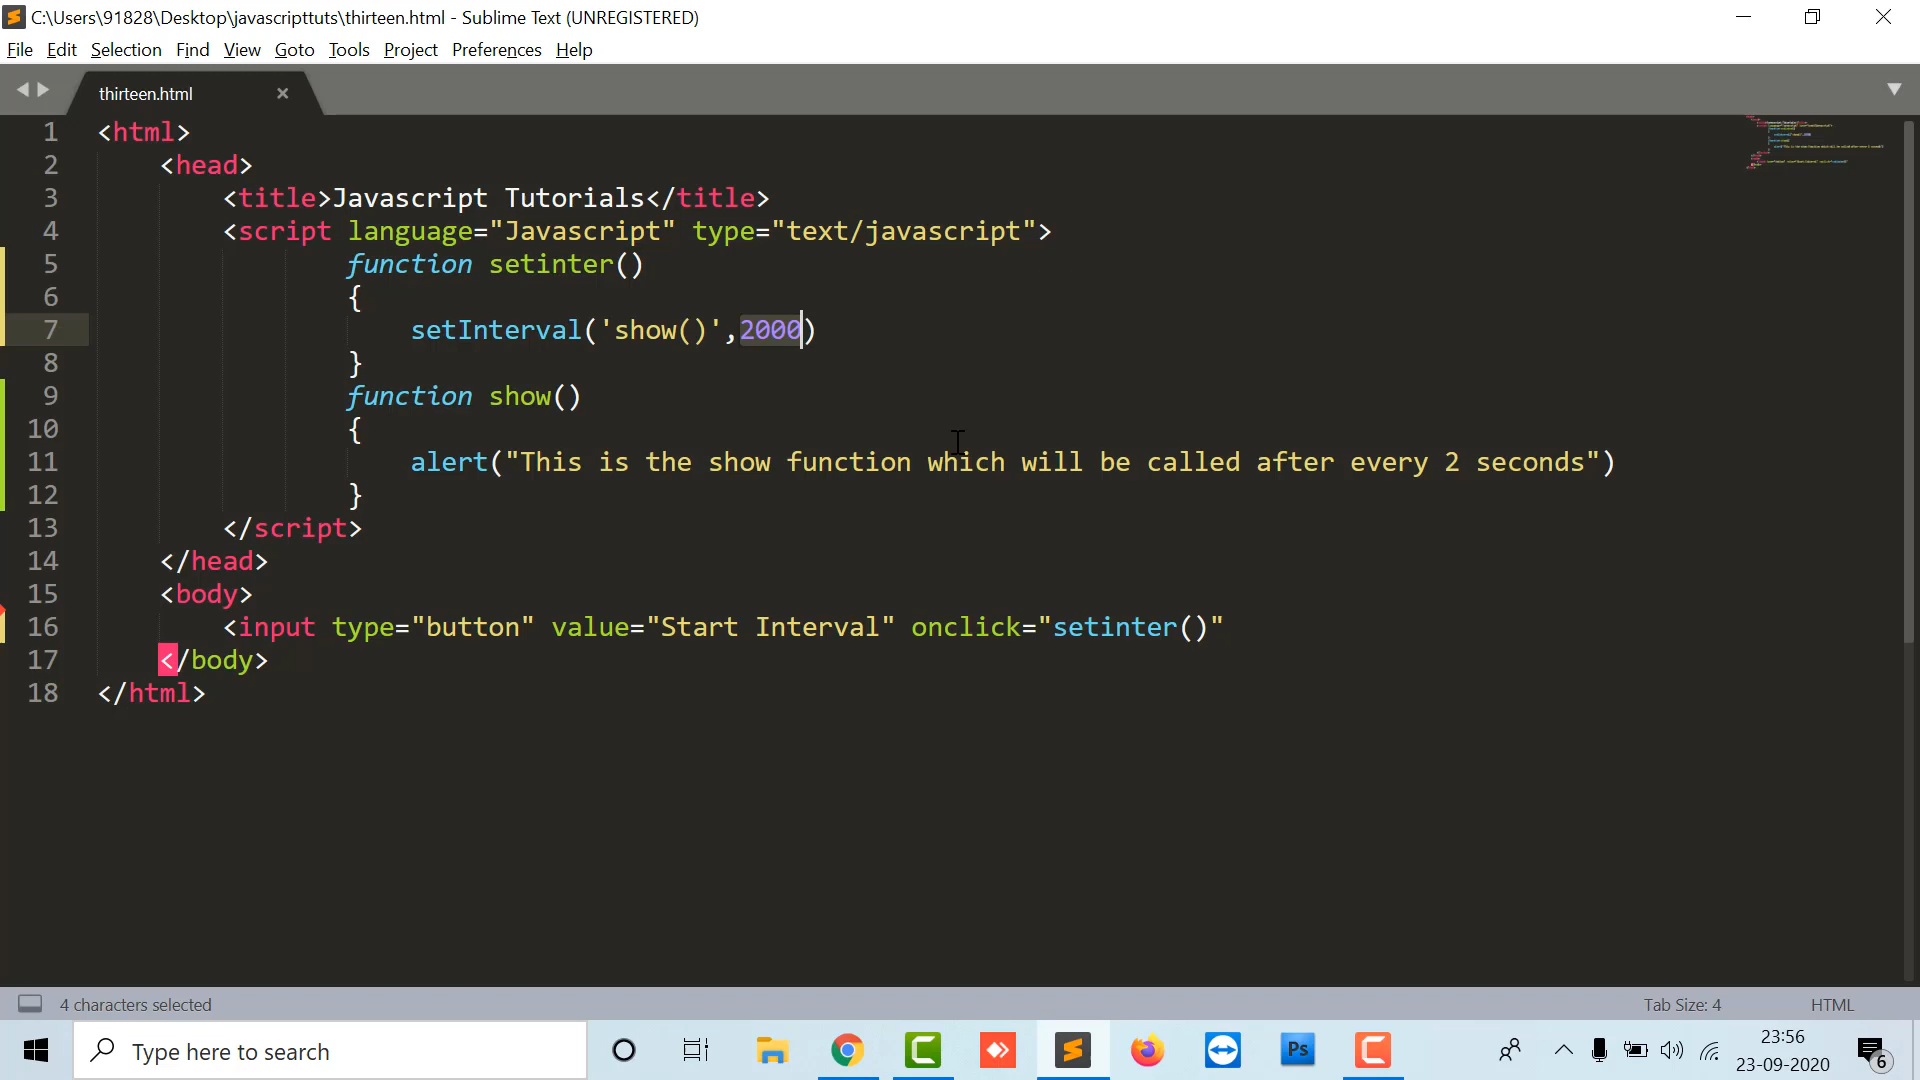 C:\Users\91828\Desktop\javascripttuts\thirteen.html - Sublime Text (UNREGISTERED)
File Edit Selection Find View Goto Tools Project Preferences Help
thirteen.html
1 <html>
2 <head>
3 <title>Javascript Tutorials</title>
4 <script language="Javascript" type="text/javascript">
5 function setinter()
6 {
7 setInterval('show()',2000)
8 }
9 function show()
10 {
11 alert("This is the show function which will be called after every 2 seconds")
12 }
13 </script>
14 </head>
15 <body>
16 <input type="button" value="Start Interval" onclick="setinter()"
17 </body>
18 </html>
4 characters selected Tab Size: 4 HTML
Type here to search
Ps
23:56
23-09-2020
6